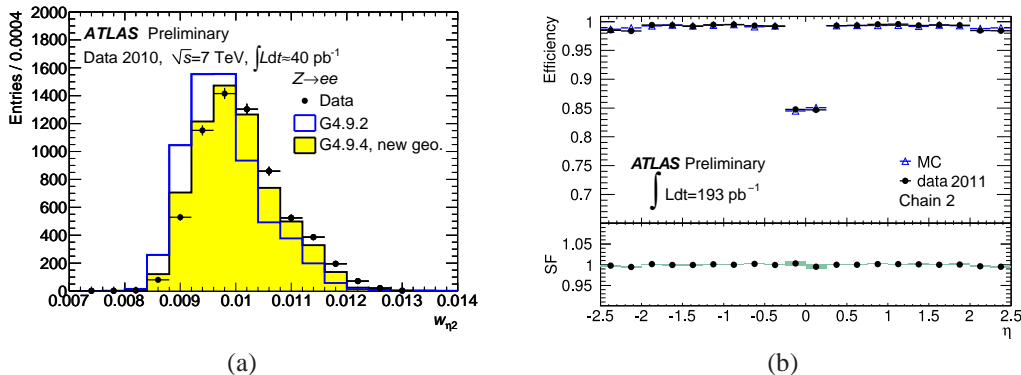 Entries / 0.0004
2000
1800
1600
1400
1200
1000
800
600
400
200
0
ATLAS Preliminary
Data 2010, √s=7 TeV, ∫Ldt≈40 pb⁻¹
Z→ee
Data
G4.9.2
G4.9.4, new geo.
0.007 0.008 0.009 0.01 0.011 0.012 0.013 0.014
w_η2
(a)
Efficiency
1
0.95
0.9
0.85
0.8
0.75
0.7
ATLAS Preliminary
∫ Ldt=193 pb⁻¹
MC
data 2011
Chain 2
SF
1.05
1
0.95
-2.5 -2 -1.5 -1 -0.5 0 0.5 1 1.5 2 2.5
η
(b)